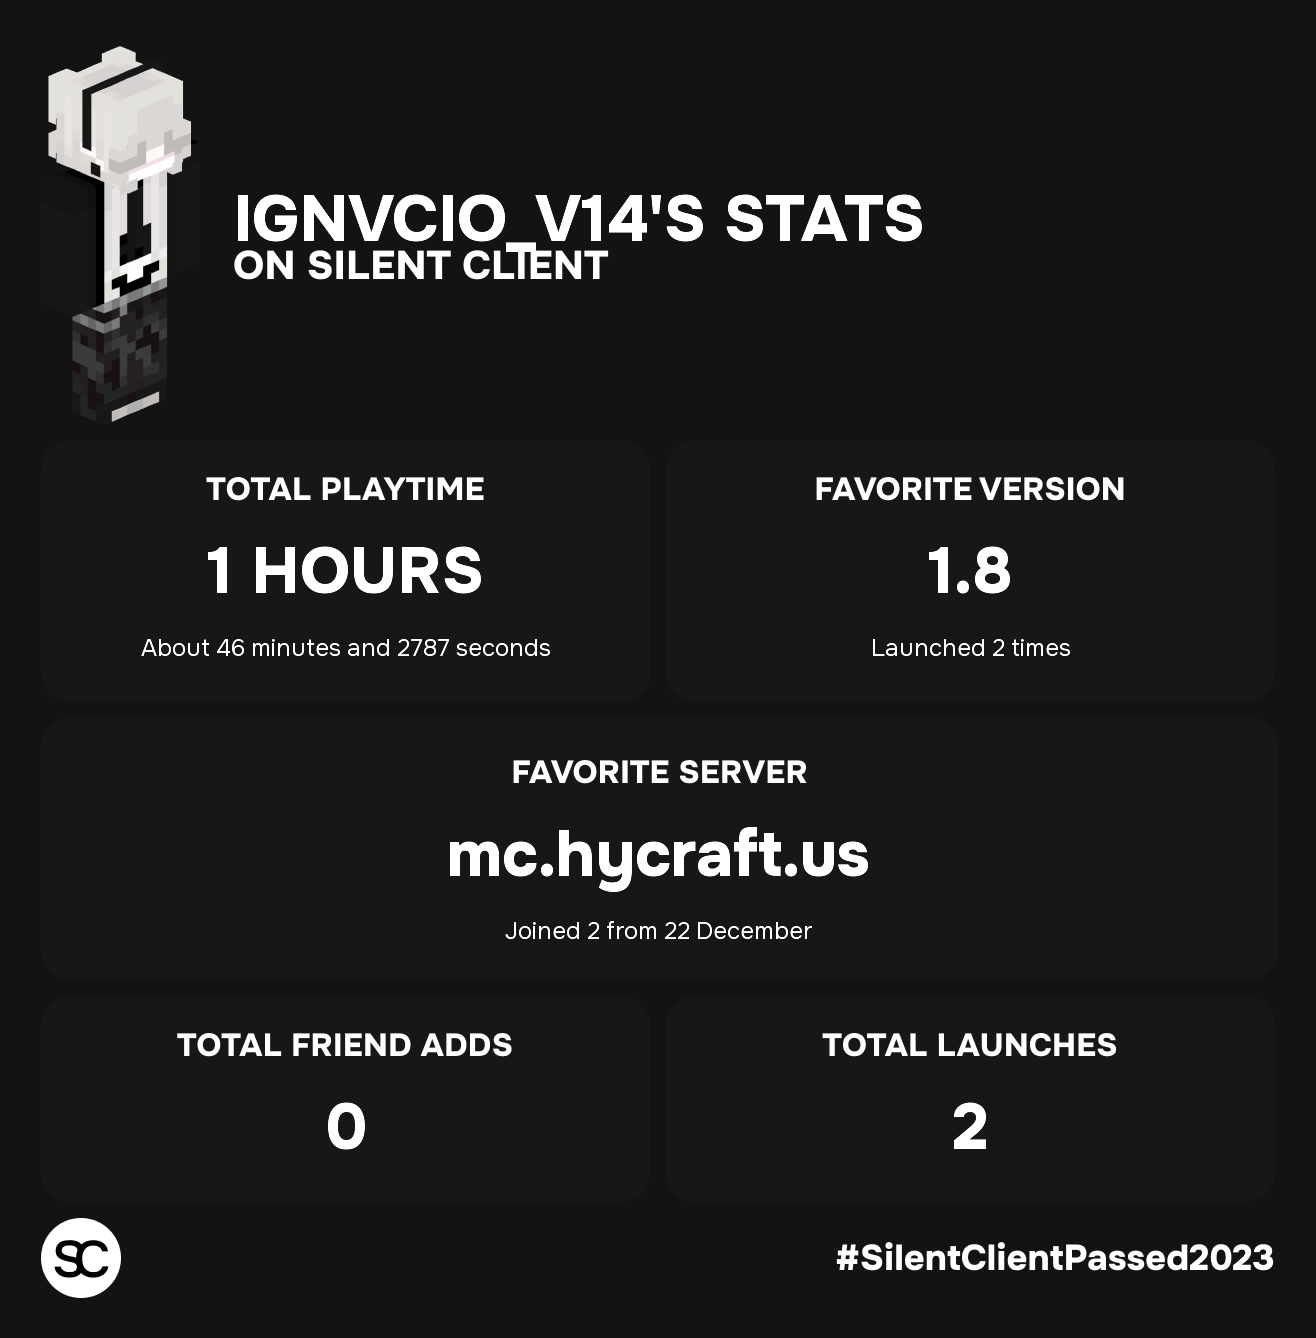 IGNVCIO_V14'S STATS
ON SILENT CLIENT
TOTAL PLAYTIME
1 HOURS
About 46 minutes and 2787 seconds
FAVORITE VERSION
1.8
Launched 2 times
FAVORITE SERVER
mc.hycraft.us
Joined 2 from 22 December
TOTAL FRIEND ADDS
0
TOTAL LAUNCHES
2
SC
#SilentClientPassed2023